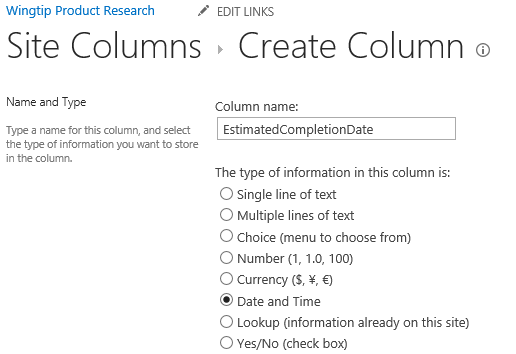 Wingtip Product Research EDIT LINKS
Site Columns Create Column
Name and Type
Type a name for this column, and select
the type of information you want to store
in the column.
Column name:
EstimatedCompletionDate
The type of information in this column is:
Single line of text
Multiple lines of text
Choice (menu to choose from)
Number (1, 1.0, 100)
Currency ($, ¥, €)
Date and Time
Lookup (information already on this site)
Yes/No (check box)